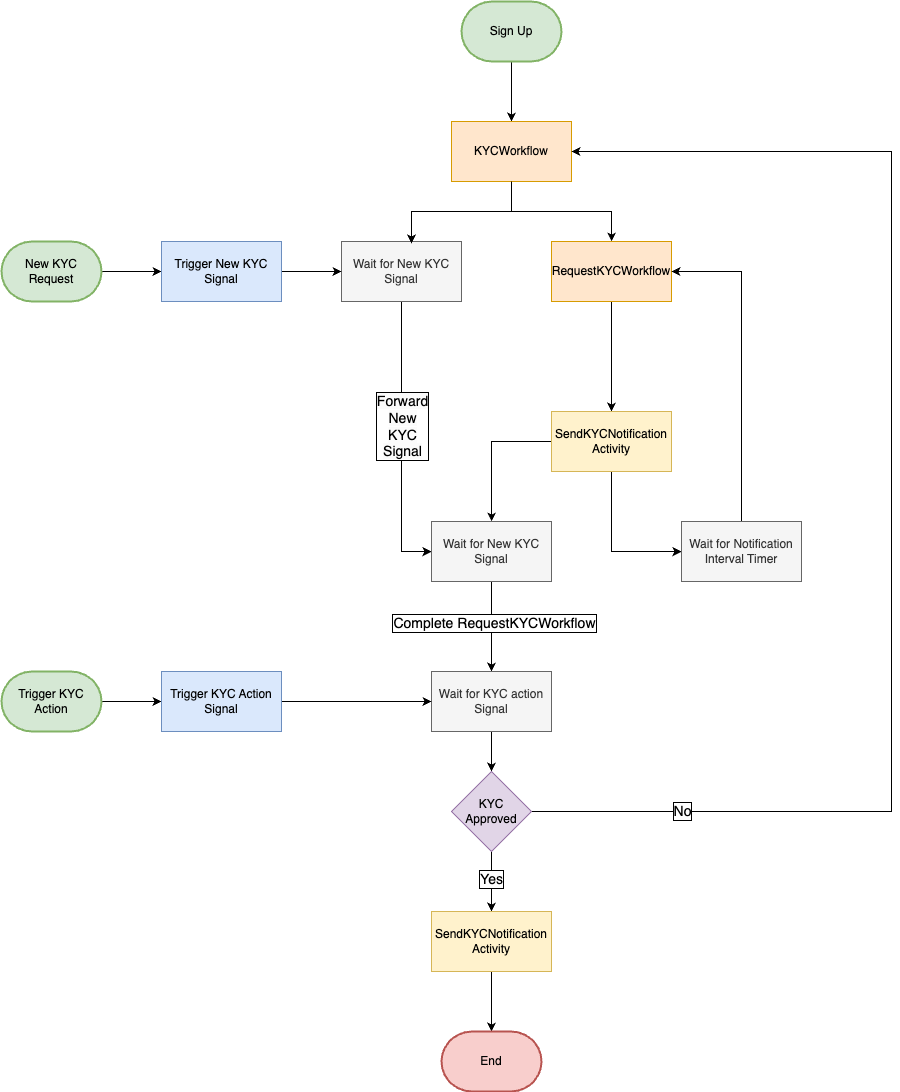 Sign Up
KYCWorkflow
New KYC
Request
Trigger New KYC
Signal
Wait for New KYC
Signal
RequestKYCWorkflow
Forward
New
KYC
Signal
SendKYCNotification
Activity
Wait for New KYC
Signal
Wait for Notification
Interval Timer
Complete RequestKYCWorkflow
Trigger KYC
Action
Trigger KYC Action
Signal
Wait for KYC action
Signal
KYC
Approved
No
Yes
SendKYCNotification
Activity
End